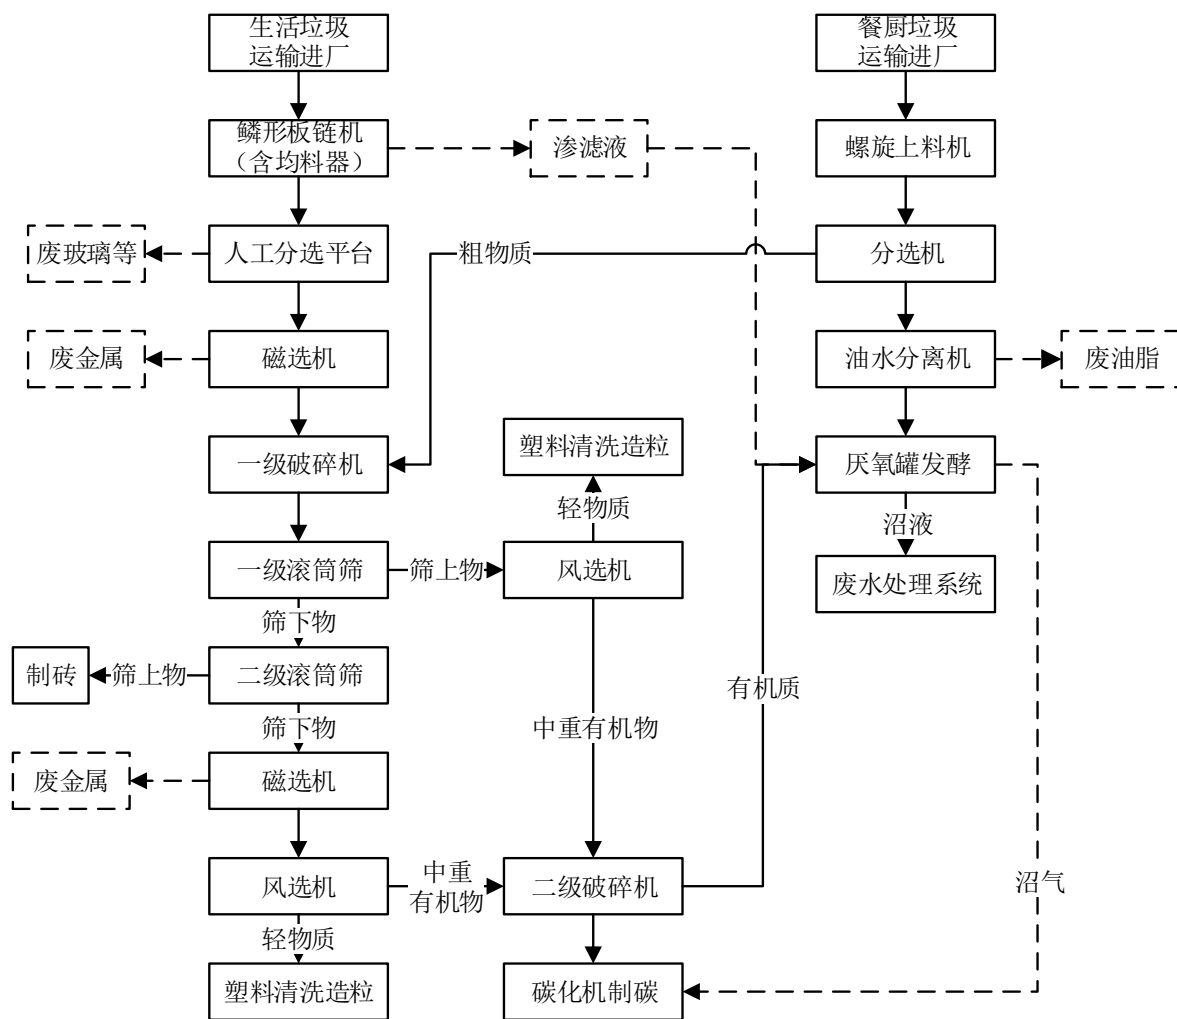 生活垃圾
运输进厂
餐厨垃圾
运输进厂
鳞形板链机
（含均料器）
渗滤液
螺旋上料机
废玻璃等
人工分选平台
粗物质
分选机
废金属
磁选机
油水分离机
废油脂
塑料清洗造粒
一级破碎机
厌氧罐发酵
轻物质
沼液
一级滚筒筛
筛上物
风选机
废水处理系统
筛下物
制砖
筛上物
二级滚筒筛
有机质
筛下物
中重有机物
废金属
磁选机
风选机
中重
有机物
二级破碎机
沼气
轻物质
塑料清洗造粒
碳化机制碳